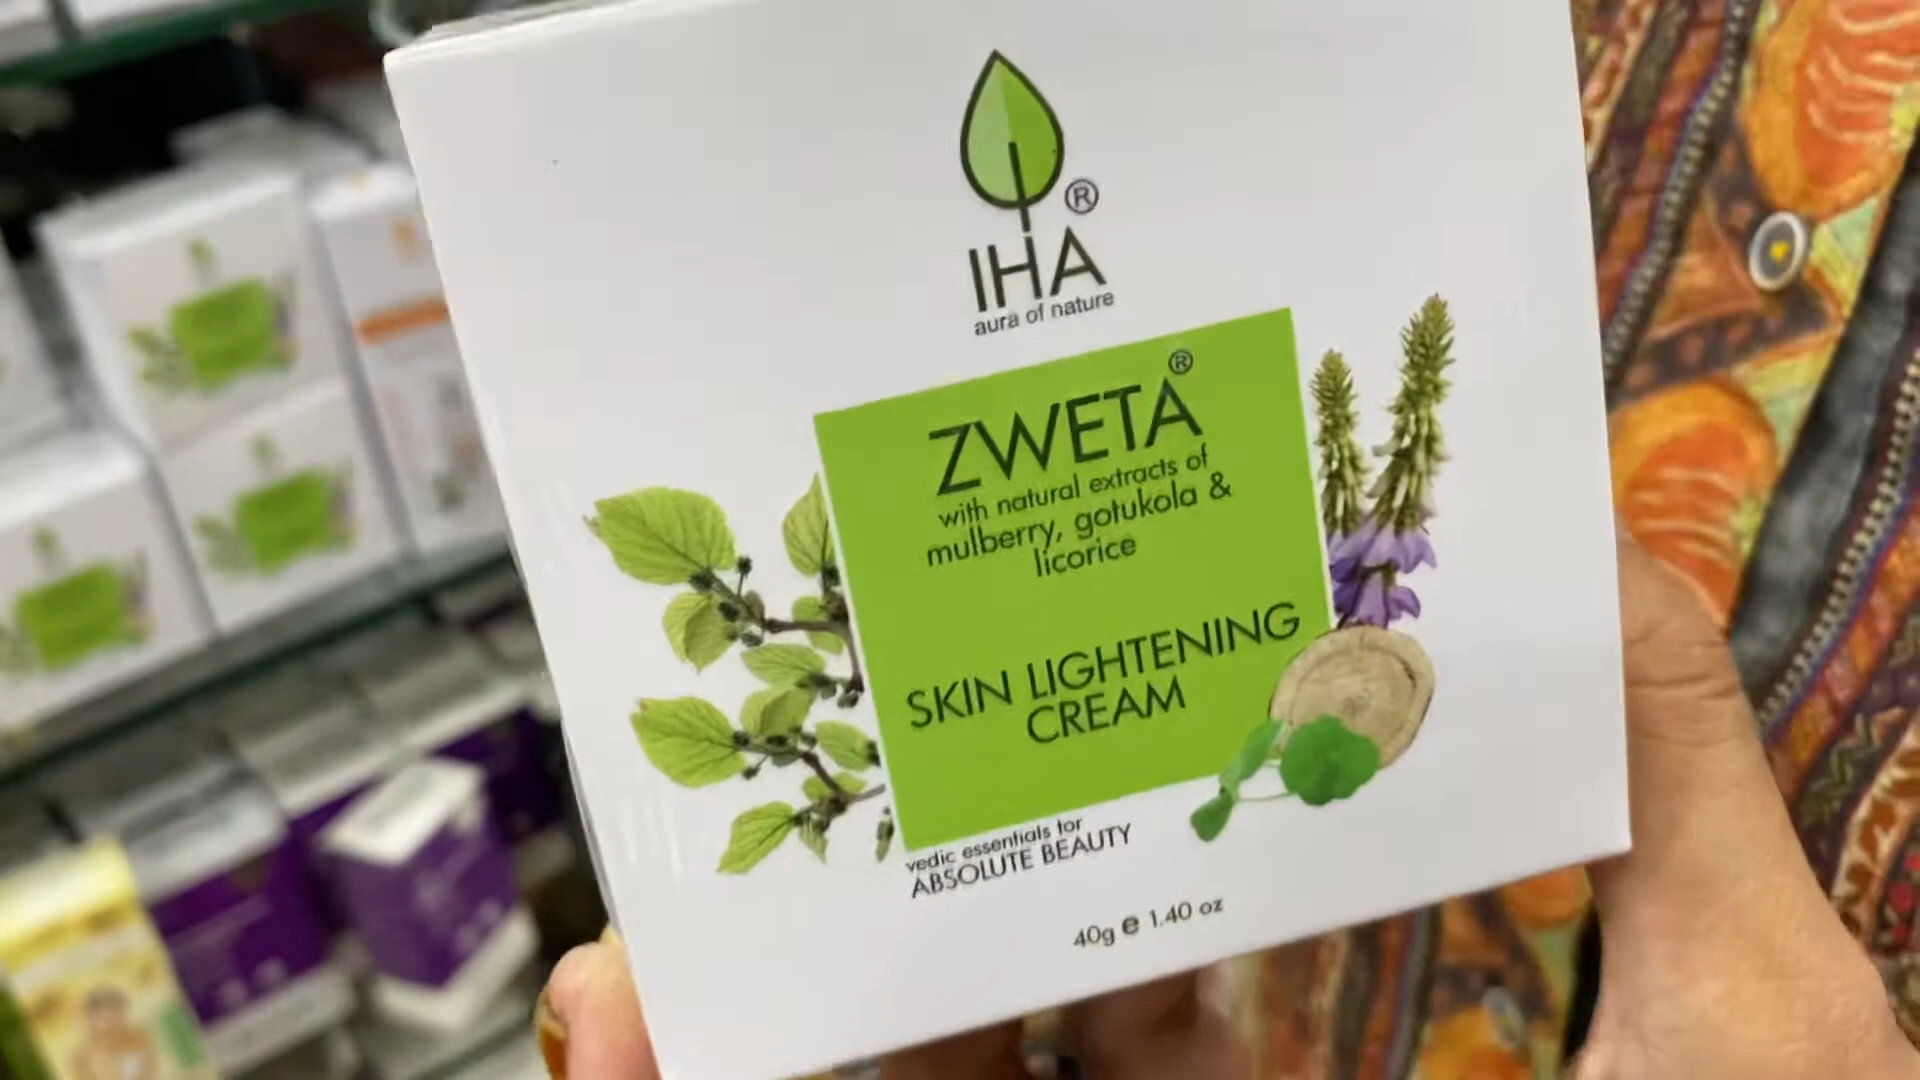 ®
IHA
aura of nature
ZWETA®
with natural extracts of
mulberry, gotukola &
licorice
SKIN LIGHTENING
CREAM
vedic essentials for
ABSOLUTE BEAUTY
40g e 1.40 oz